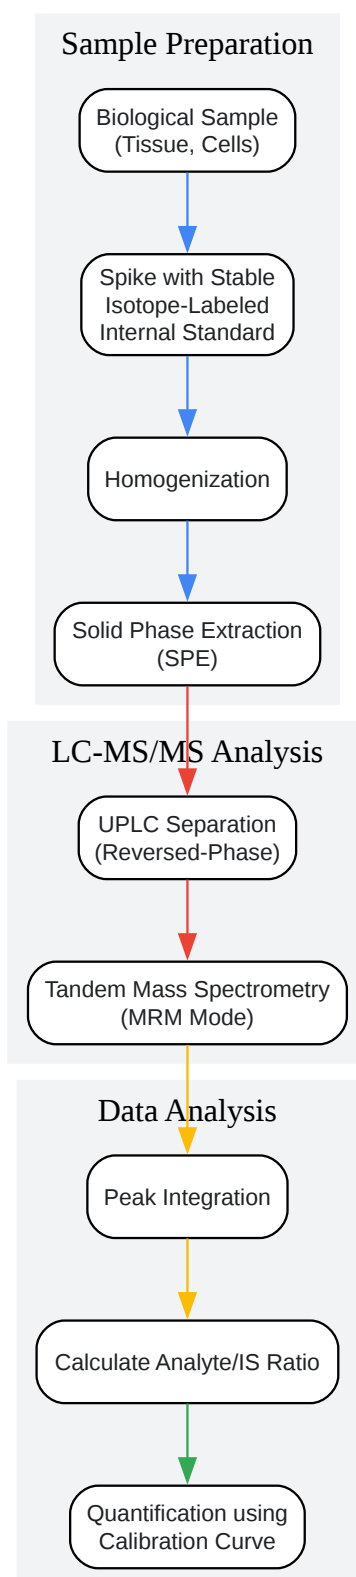 Sample Preparation
Biological Sample
(Tissue, Cells)
Spike with Stable
Isotope-Labeled
Internal Standard
Homogenization
Solid Phase Extraction
(SPE)
LC-MS/MS Analysis
UPLC Separation
(Reversed-Phase)
Tandem Mass Spectrometry
(MRM Mode)
Data Analysis
Peak Integration
Calculate Analyte/IS Ratio
Quantification using
Calibration Curve